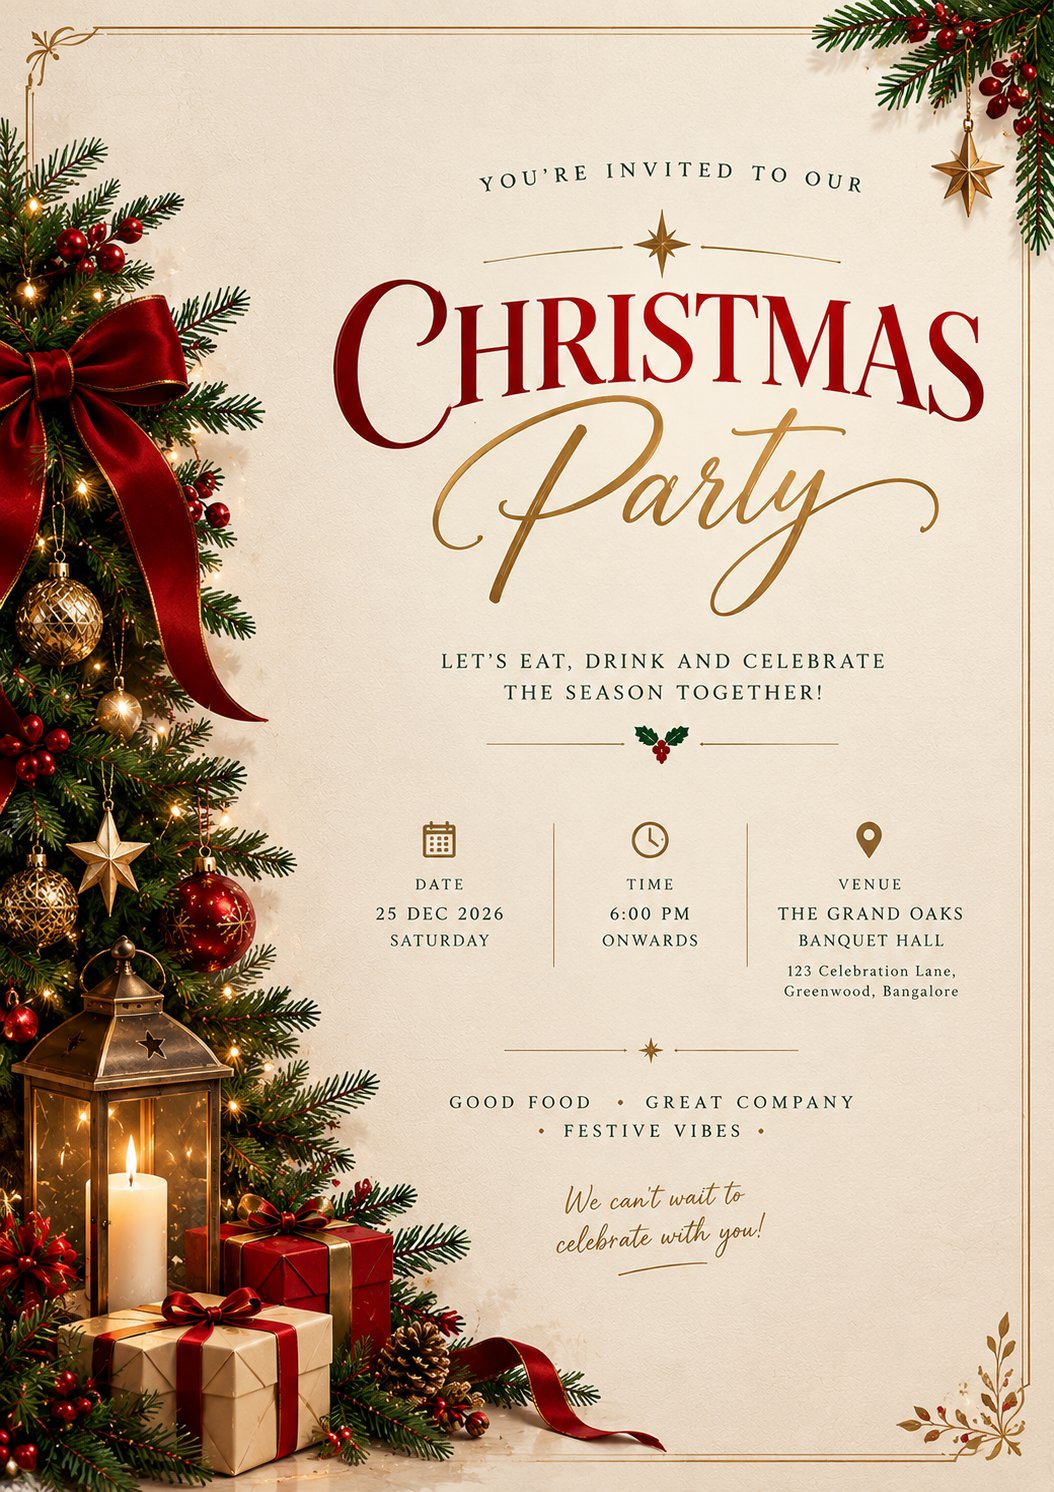 YOU'RE INVITED TO OUR
CHRISTMAS
Party
LET'S EAT, DRINK AND CELEBRATE
THE SEASON TOGETHER!
DATE
25 DEC 2026
SATURDAY
TIME
6:00 PM
ONWARDS
VENUE
THE GRAND OAKS
BANQUET HALL
123 Celebration Lane,
Greenwood, Bangalore
GOOD FOOD • GREAT COMPANY
• FESTIVE VIBES •
We can't wait to
celebrate with you!